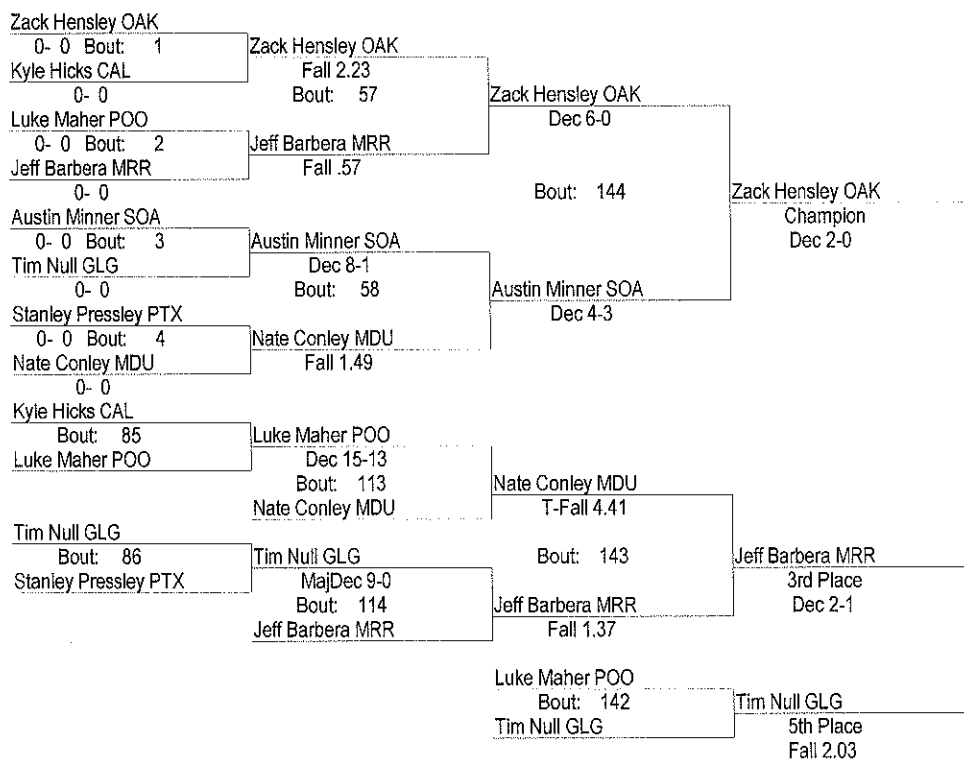 Zack Hensley OAK
0- 0 Bout: 1
Kyle Hicks CAL
0- 0
Luke Maher POO
0- 0 Bout: 2
Jeff Barbera MRR
0- 0
Austin Minner SOA
0- 0 Bout: 3
Tim Null GLG
0- 0
Stanley Pressley PTX
0- 0 Bout: 4
Nate Conley MDU
0- 0
Zack Hensley OAK
Fall 2.23
Bout: 57
Jeff Barbera MRR
Fall .57
Austin Minner SOA
Dec 8-1
Bout: 58
Nate Conley MDU
Fall 1.49
Zack Hensley OAK
Dec 6-0
Bout: 144
Austin Minner SOA
Dec 4-3
Zack Hensley OAK
Champion
Dec 2-0
Kyle Hicks CAL
Bout: 85
Luke Maher POO
Tim Null GLG
Bout: 86
Stanley Pressley PTX
Luke Maher POO
Dec 15-13
Bout: 113
Nate Conley MDU
Tim Null GLG
MajDec 9-0
Bout: 114
Jeff Barbera MRR
Nate Conley MDU
T-Fall 4.41
Bout: 143
Jeff Barbera MRR
Fall 1.37
Jeff Barbera MRR
3rd Place
Dec 2-1
Luke Maher POO
Bout: 142
Tim Null GLG
Tim Null GLG
5th Place
Fall 2.03